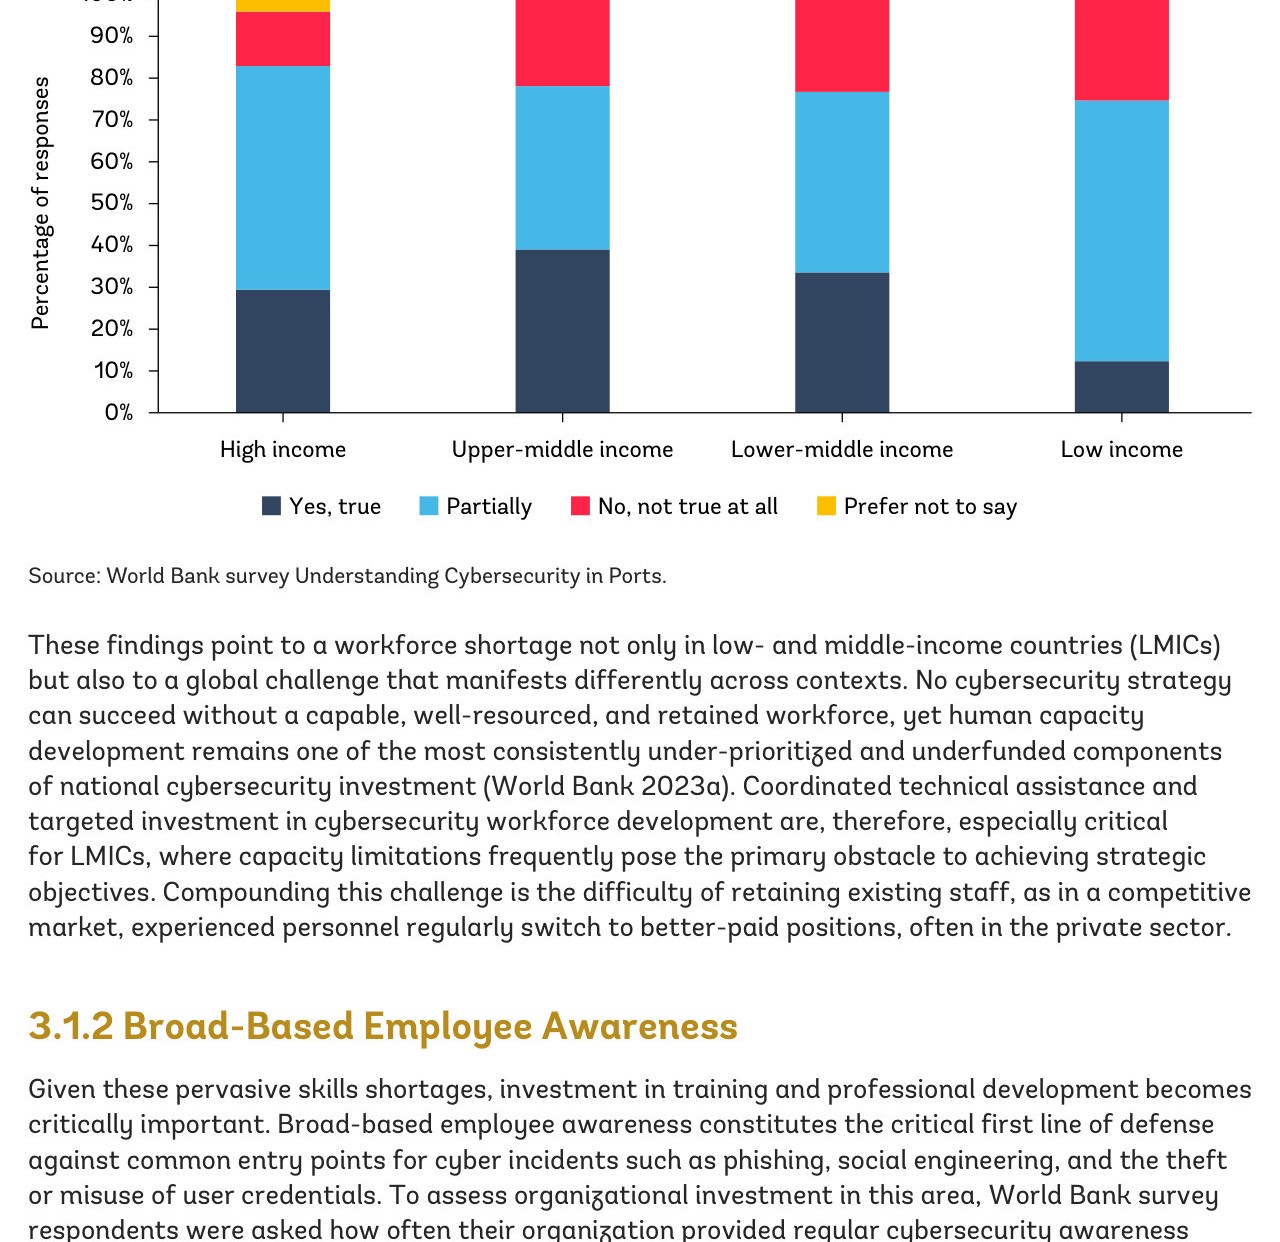 90%
80%
70%
60%
50%
40%
30%
20%
10%
0%
Percentage of responses
High income
Upper-middle income
Lower-middle income
Low income
Yes, true
Partially
No, not true at all
Prefer not to say
Source: World Bank survey Understanding Cybersecurity in Ports.
These findings point to a workforce shortage not only in low- and middle-income countries (LMICs)
but also to a global challenge that manifests differently across contexts. No cybersecurity strategy
can succeed without a capable, well-resourced, and retained workforce, yet human capacity
development remains one of the most consistently under-prioritized and underfunded components
of national cybersecurity investment (World Bank 2023a). Coordinated technical assistance and
targeted investment in cybersecurity workforce development are, therefore, especially critical
for LMICs, where capacity limitations frequently pose the primary obstacle to achieving strategic
objectives. Compounding this challenge is the difficulty of retaining existing staff, as in a competitive
market, experienced personnel regularly switch to better-paid positions, often in the private sector.
3.1.2 Broad-Based Employee Awareness
Given these pervasive skills shortages, investment in training and professional development becomes
critically important. Broad-based employee awareness constitutes the critical first line of defense
against common entry points for cyber incidents such as phishing, social engineering, and the theft
or misuse of user credentials. To assess organizational investment in this area, World Bank survey
respondents were asked how often their organization provided regular cybersecurity awareness